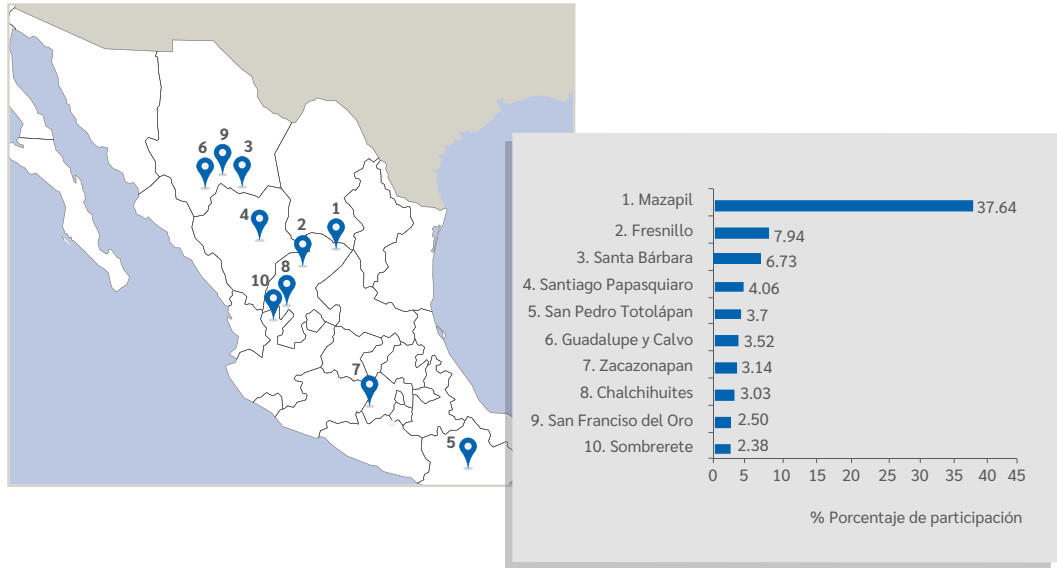 9
6
3
4
1
2
8
10
7
5
1. Mazapil 37.64
2. Fresnillo 7.94
3. Santa Bárbara 6.73
4. Santiago Papasquiaro 4.06
5. San Pedro Totolápan 3.7
6. Guadalupe y Calvo 3.52
7. Zacazonapan 3.14
8. Chalchihuites 3.03
9. San Franciso del Oro 2.50
10. Sombrerete 2.38
0 5 10 15 20 25 30 35 40 45
% Porcentaje de participación